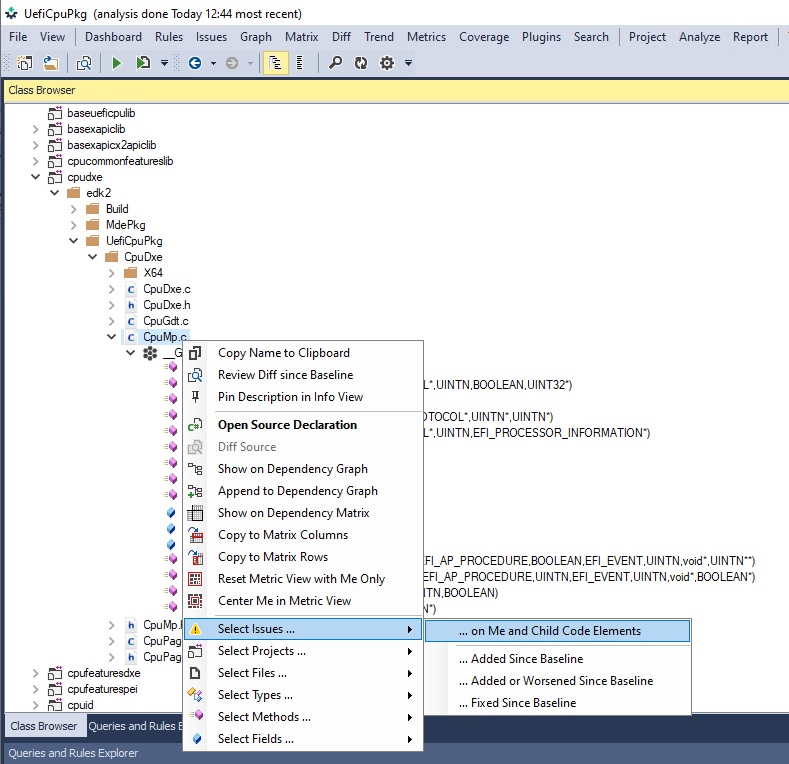 UefiCpuPkg  (analysis done Today 12:44 most recent)
File View Dashboard Rules Issues Graph Matrix Diff Trend Metrics Coverage Plugins Search Project Analyze Report
Class Browser
baseueficpulib
basexapiclib
basexapicx2apiclib
cpucommonfeatureslib
cpudxe
edk2
Build
MdePkg
UefiCpuPkg
CpuDxe
X64
C CpuDxe.c
h CpuDxe.h
C CpuGdt.c
C CpuMp.c
__G
L*,UINTN,BOOLEAN,UINT32*)
OTOCOL*,UINTN*,UINTN*)
L*,UINTN,EFI_PROCESSOR_INFORMATION*)
EFI_AP_PROCEDURE,BOOLEAN,EFI_EVENT,UINTN,void*,UINTN**)
EFI_AP_PROCEDURE,UINTN,EFI_EVENT,UINTN,void*,BOOLEAN*)
NTN,BOOLEAN)
N*)
h CpuMp.
C CpuPag
h CpuPag
cpufeaturesdxe
cpufeaturespei
cpuid
Copy Name to Clipboard
Review Diff since Baseline
Pin Description in Info View
Open Source Declaration
Diff Source
Show on Dependency Graph
Append to Dependency Graph
Show on Dependency Matrix
Copy to Matrix Columns
Copy to Matrix Rows
Reset Metric View with Me Only
Center Me in Metric View
Select Issues ...
Select Projects ...
Select Files ...
Select Types ...
Select Methods ...
Select Fields ...
... on Me and Child Code Elements
... Added Since Baseline
... Added or Worsened Since Baseline
... Fixed Since Baseline
Class Browser Queries and Rules E
Queries and Rules Explorer